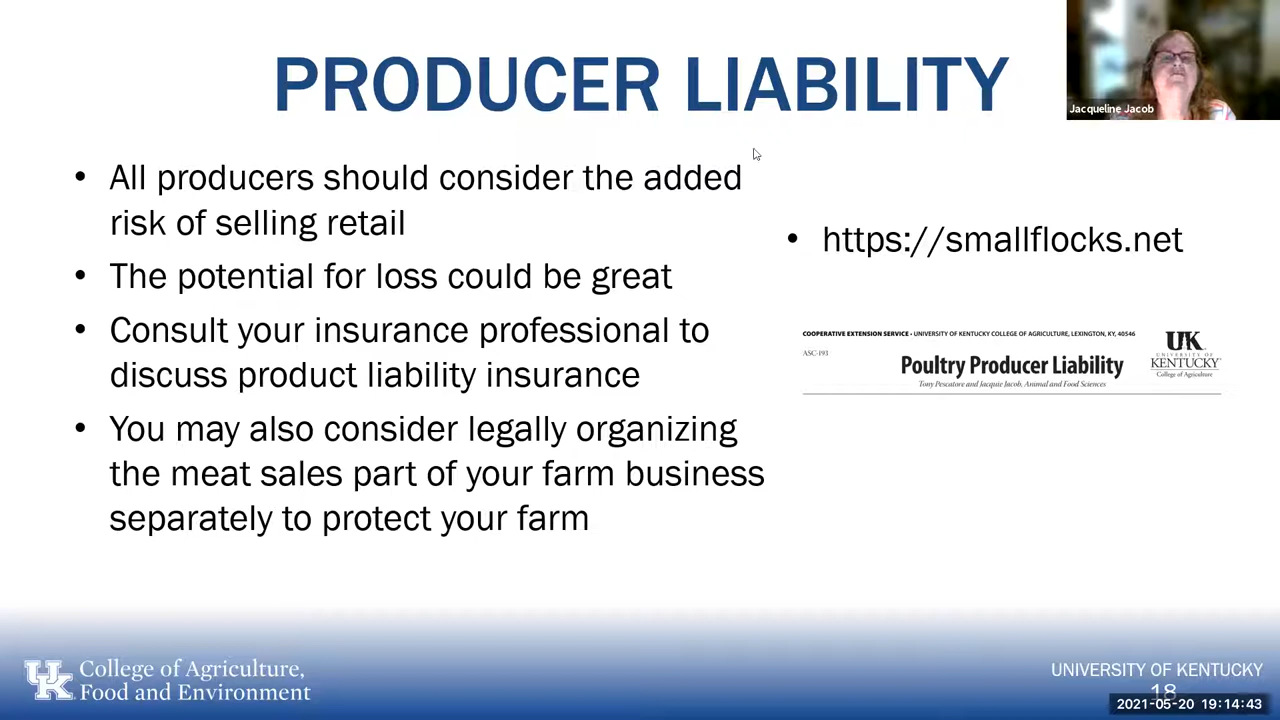 PRODUCER LIABILITY
Jacqueline Jacob
• All producers should consider the added
risk of selling retail
• The potential for loss could be great
• Consult your insurance professional to
discuss product liability insurance
• You may also consider legally organizing
the meat sales part of your farm business
separately to protect your farm
• https://smallflocks.net
COOPERATIVE EXTENSION SERVICE • UNIVERSITY OF KENTUCKY COLLEGE OF AGRICULTURE, LEXINGTON, KY, 40546
ASC-193
Poultry Producer Liability
Tony Pescatore and Jacquie Jacob, Animal and Food Sciences
UK
UNIVERSITY OF
KENTUCKY
College of Agriculture
UK
College of Agriculture,
Food and Environment
UNIVERSITY OF KENTUCKY
18
2021-05-20 19:14:43